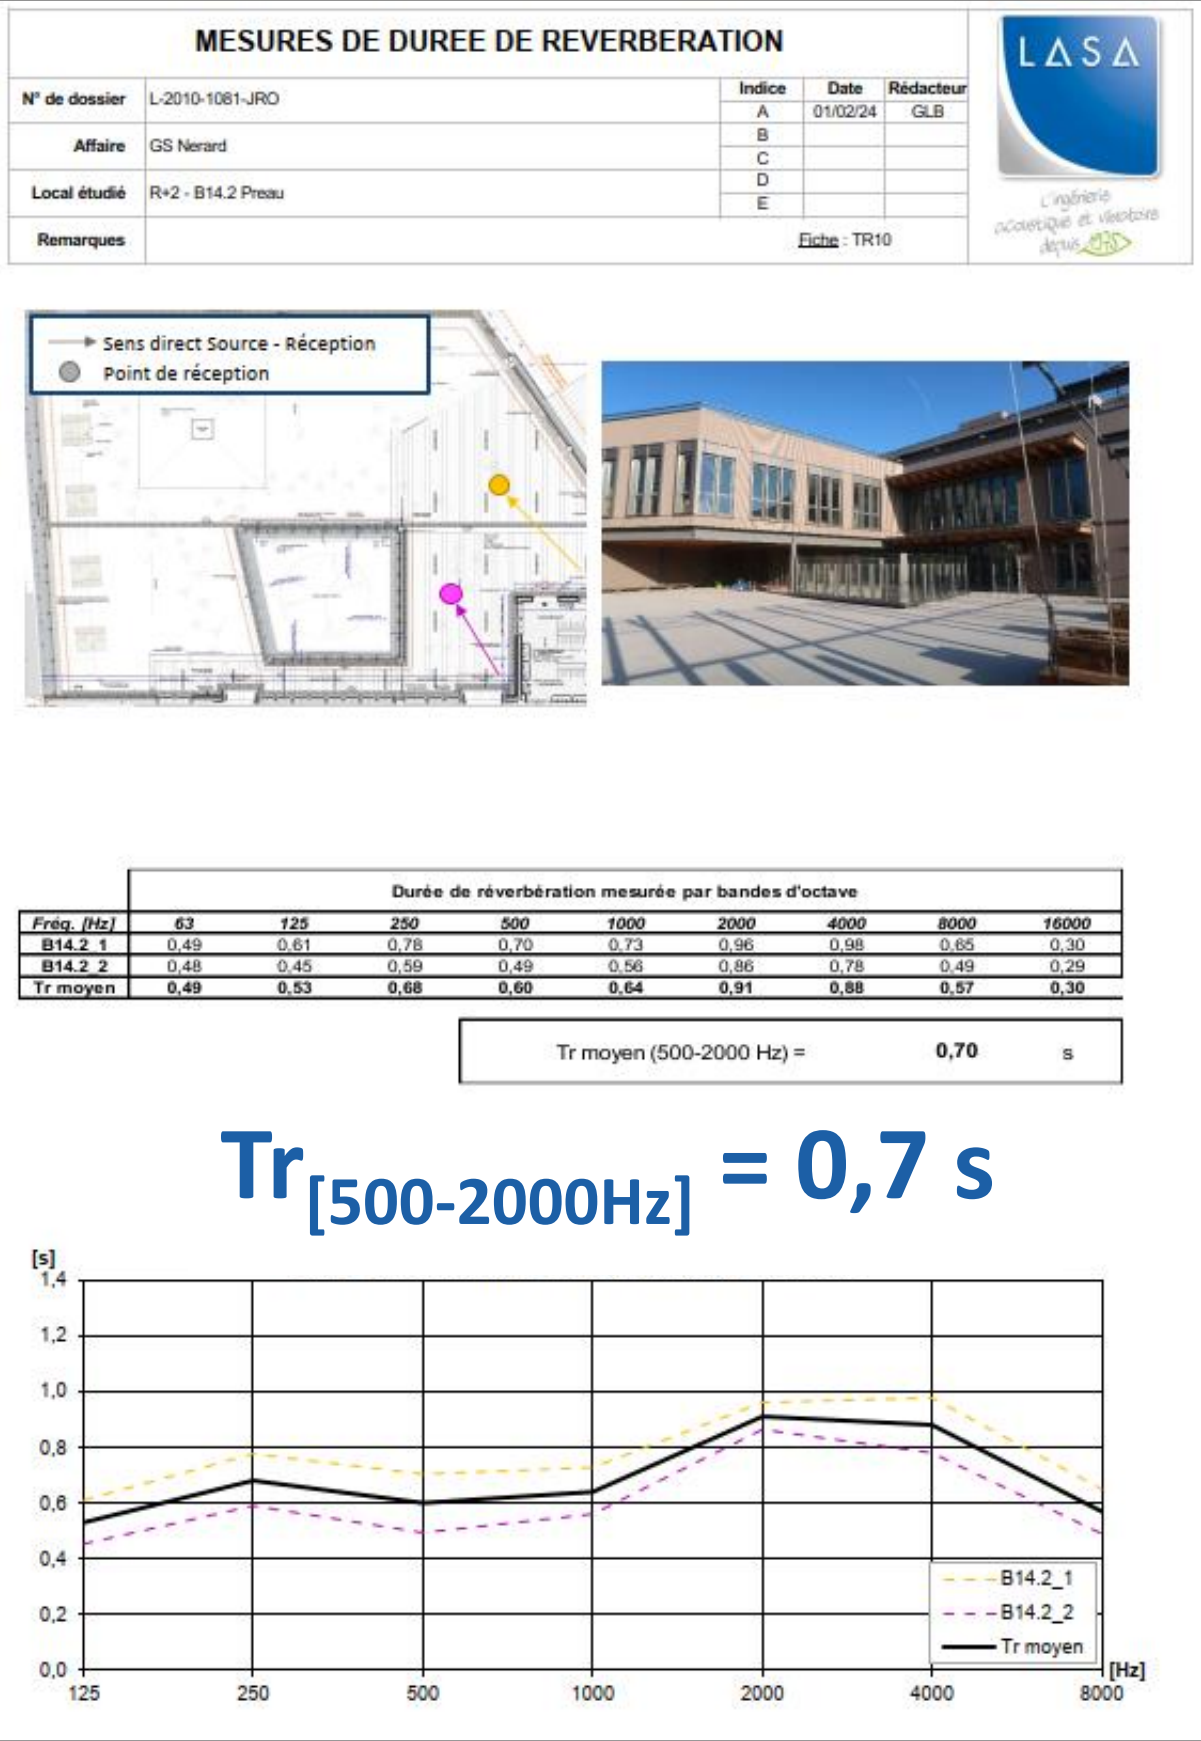 MESURES DE DUREE DE REVERBERATION
LASA
N° de dossier L-2010-1081-JRO
Indice Date Rédacteur
A 01/02/24 GLB
Affaire GS Nerard
B
C
Local étudié R+2 - B14.2 Preau
D
E
Remarques Fiche : TR10
L'ingénierie
acoustique et vibratoire
depuis 1975
Sens direct Source - Réception
Point de réception
Durée de réverbération mesurée par bandes d'octave
Fréq. [Hz] 63 125 250 500 1000 2000 4000 8000 16000
B14.2_1 0,49 0,61 0,78 0,70 0,73 0,96 0,98 0,65 0,30
B14.2_2 0,48 0,45 0,59 0,49 0,56 0,86 0,78 0,49 0,29
Tr moyen 0,49 0,53 0,68 0,60 0,64 0,91 0,88 0,57 0,30
Tr moyen (500-2000 Hz) = 0,70 s
Tr[500-2000Hz] = 0,7 s
[s]
1,4
1,2
1,0
0,8
0,6
0,4
0,2
0,0
B14.2_1
B14.2_2
Tr moyen
[Hz]
125 250 500 1000 2000 4000 8000